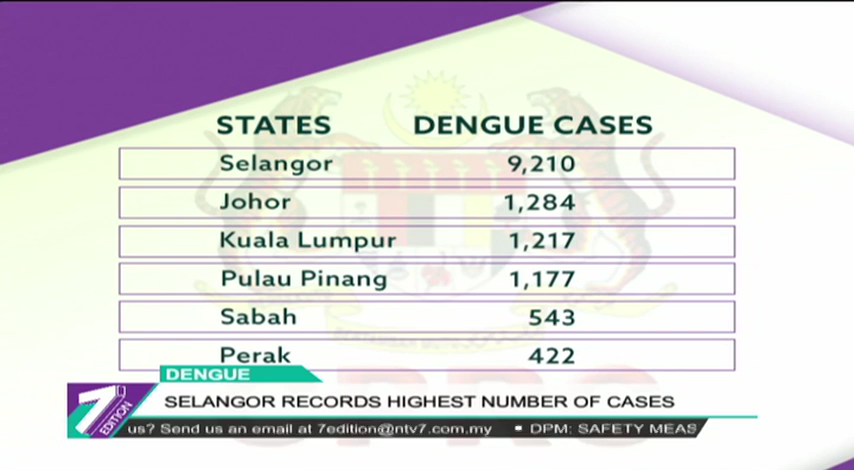 STATES DENGUE CASES
Selangor 9,210
Johor 1,284
Kuala Lumpur 1,217
Pulau Pinang 1,177
Sabah 543
Perak 422
DENGUE
7 EDITION
SELANGOR RECORDS HIGHEST NUMBER OF CASES
us? Send us an email at 7edition@ntv7.com.my ▪ DPM: SAFETY MEAS